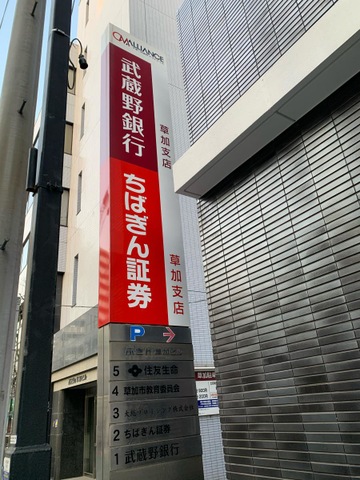 ALLIANCE
武蔵野銀行
草加支店
ちばぎん証券
草加支店
P →
5 住友生命
4 草加市教育委員会
3
2 ちばぎん証券
1 武蔵野銀行